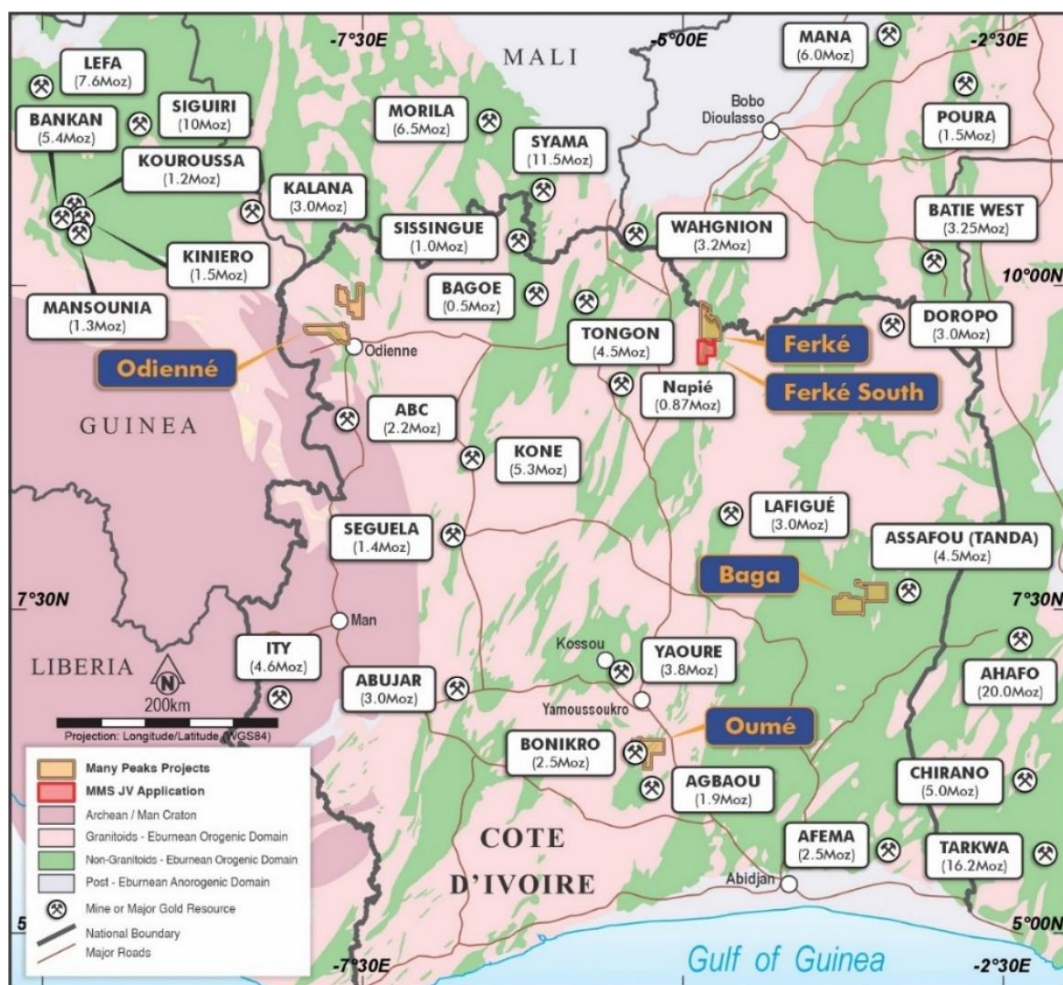 -7°30E
-5°00E
-2°30E
MALI
MANA
(6.0Moz)
LEFA
(7.6Moz)
SIGUIRI
(10Moz)
BANKAN
(5.4Moz)
MORILA
(6.5Moz)
Bobo
Dioulasso
POURA
(1.5Moz)
KOUROUSSA
(1.2Moz)
SYAMA
(11.5Moz)
KALANA
(3.0Moz)
SISSINGUE
(1.0Moz)
WAHGNION
(3.2Moz)
BATIE WEST
(3.25Moz)
KINIERO
(1.5Moz)
BAGOE
(0.5Moz)
10°00N
MANSOUNIA
(1.3Moz)
TONGON
(4.5Moz)
DOROPO
(3.0Moz)
Odienné
Odienne
Ferké
Napié
(0.87Moz)
Ferké South
GUINEA
ABC
(2.2Moz)
KONE
(5.3Moz)
LAFIGUÉ
(3.0Moz)
SEGUELA
(1.4Moz)
ASSAFOU (TANDA)
(4.5Moz)
Baga
7°30N
7°30N
Man
LIBERIA
ITY
(4.6Moz)
Kossou
YAOURE
(3.8Moz)
AHAFO
(20.0Moz)
N
200km
ABUJAR
(3.0Moz)
Yamoussoukro
Projection: Longitude/Latitude (WGS84)
Oumé
BONIKRO
(2.5Moz)
AGBAOU
(1.9Moz)
CHIRANO
(5.0Moz)
COTE
D'IVOIRE
AFEMA
(2.5Moz)
TARKWA
(16.2Moz)
Abidjan
Many Peaks Projects
MMS JV Application
Archean / Man Craton
Granitoids - Eburnean Orogenic Domain
Non-Granitoids - Eburnean Orogenic Domain
Post - Eburnean Anorogenic Domain
Mine or Major Gold Resource
National Boundary
Major Roads
5
5°00N
-7°30E
Gulf of Guinea
-2°30E